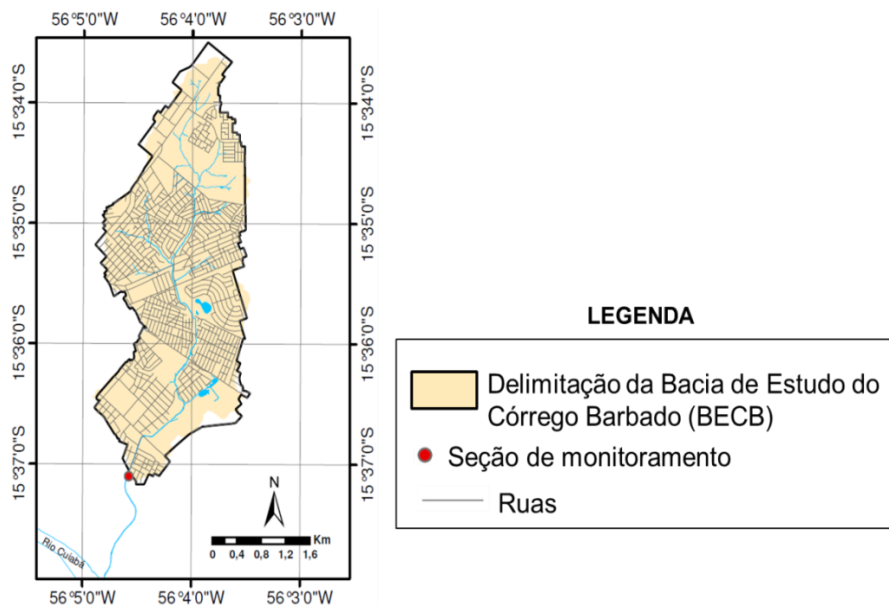 56°5'0"W 56°4'0"W 56°3'0"W
15°34'0"S 15°34'0"S
15°35'0"S 15°35'0"S
15°36'0"S 15°36'0"S
15°37'0"S 15°37'0"S
N
Km
0 0,4 0,8 1,2 1,6
Rio Cuiabá
56°5'0"W 56°4'0"W 56°3'0"W
LEGENDA
Delimitação da Bacia de Estudo do
Córrego Barbado (BECB)
Seção de monitoramento
Ruas